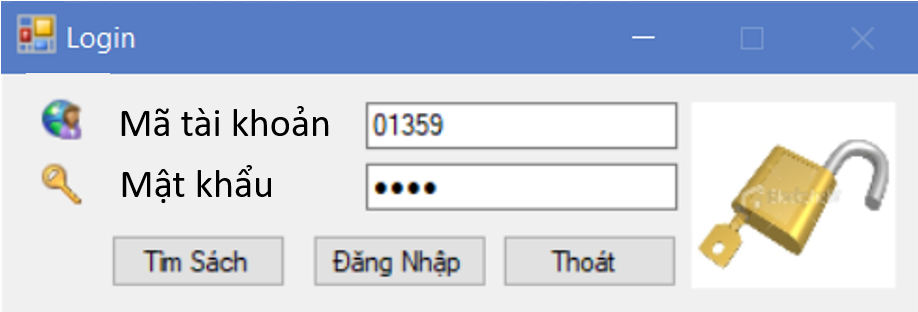 Login
Mã tài khoản 01359
Mật khẩu ••••
Tìm Sách Đăng Nhập Thoát